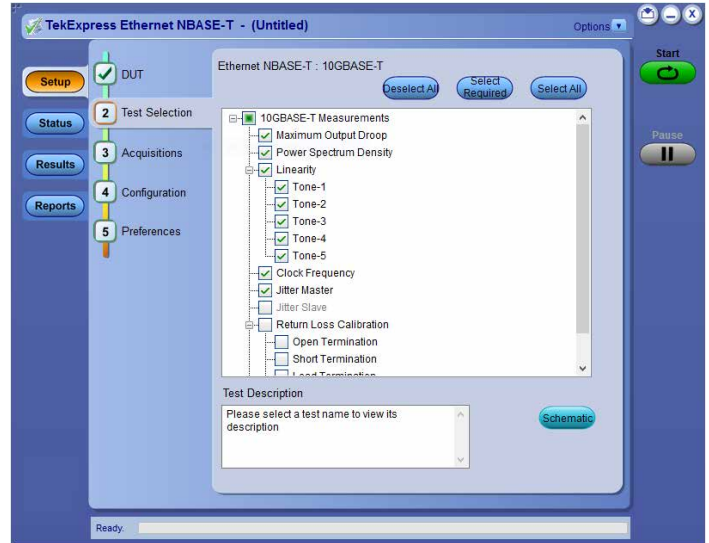 TekExpress Ethernet NBASE-T - (Untitled)
Options
Start
Pause
Setup
Status
Results
Reports
DUT
2 Test Selection
3 Acquisitions
4 Configuration
5 Preferences
Ethernet NBASE-T : 10GBASE-T
Deselect All
Select Required
Select All
10GBASE-T Measurements
Maximum Output Droop
Power Spectrum Density
Linearity
Tone-1
Tone-2
Tone-3
Tone-4
Tone-5
Clock Frequency
Jitter Master
Jitter Slave
Return Loss Calibration
Open Termination
Short Termination
Load Termination
Test Description
Please select a test name to view its
description
Schematic
Ready.